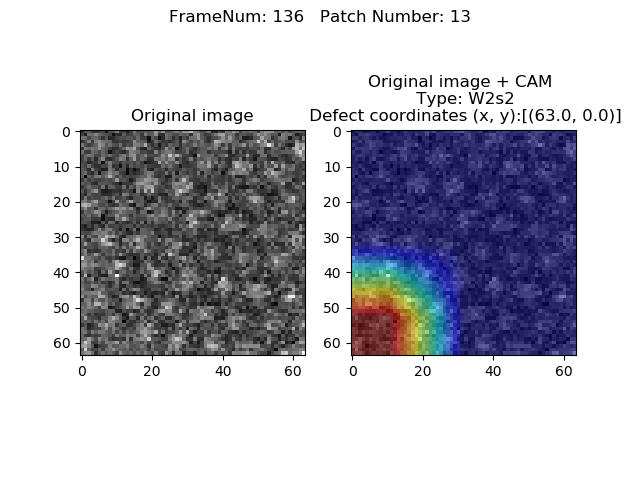 FrameNum: 136   Patch Number: 13
Original image
Original image + CAM
Type: W2s2
Defect coordinates (x, y):[(63.0, 0.0)]
0
10
20
30
40
50
60
0 20 40 60
0
10
20
30
40
50
60
0 20 40 60